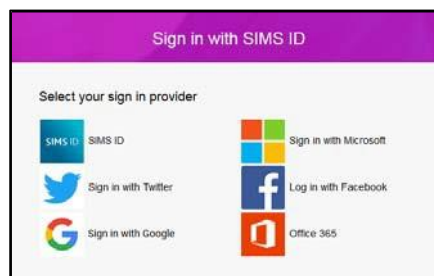 Sign in with SIMS ID
Select your sign in provider
SIMS ID SIMS ID
Sign in with Microsoft
Sign in with Twitter
Log in with Facebook
Sign in with Google
Office 365